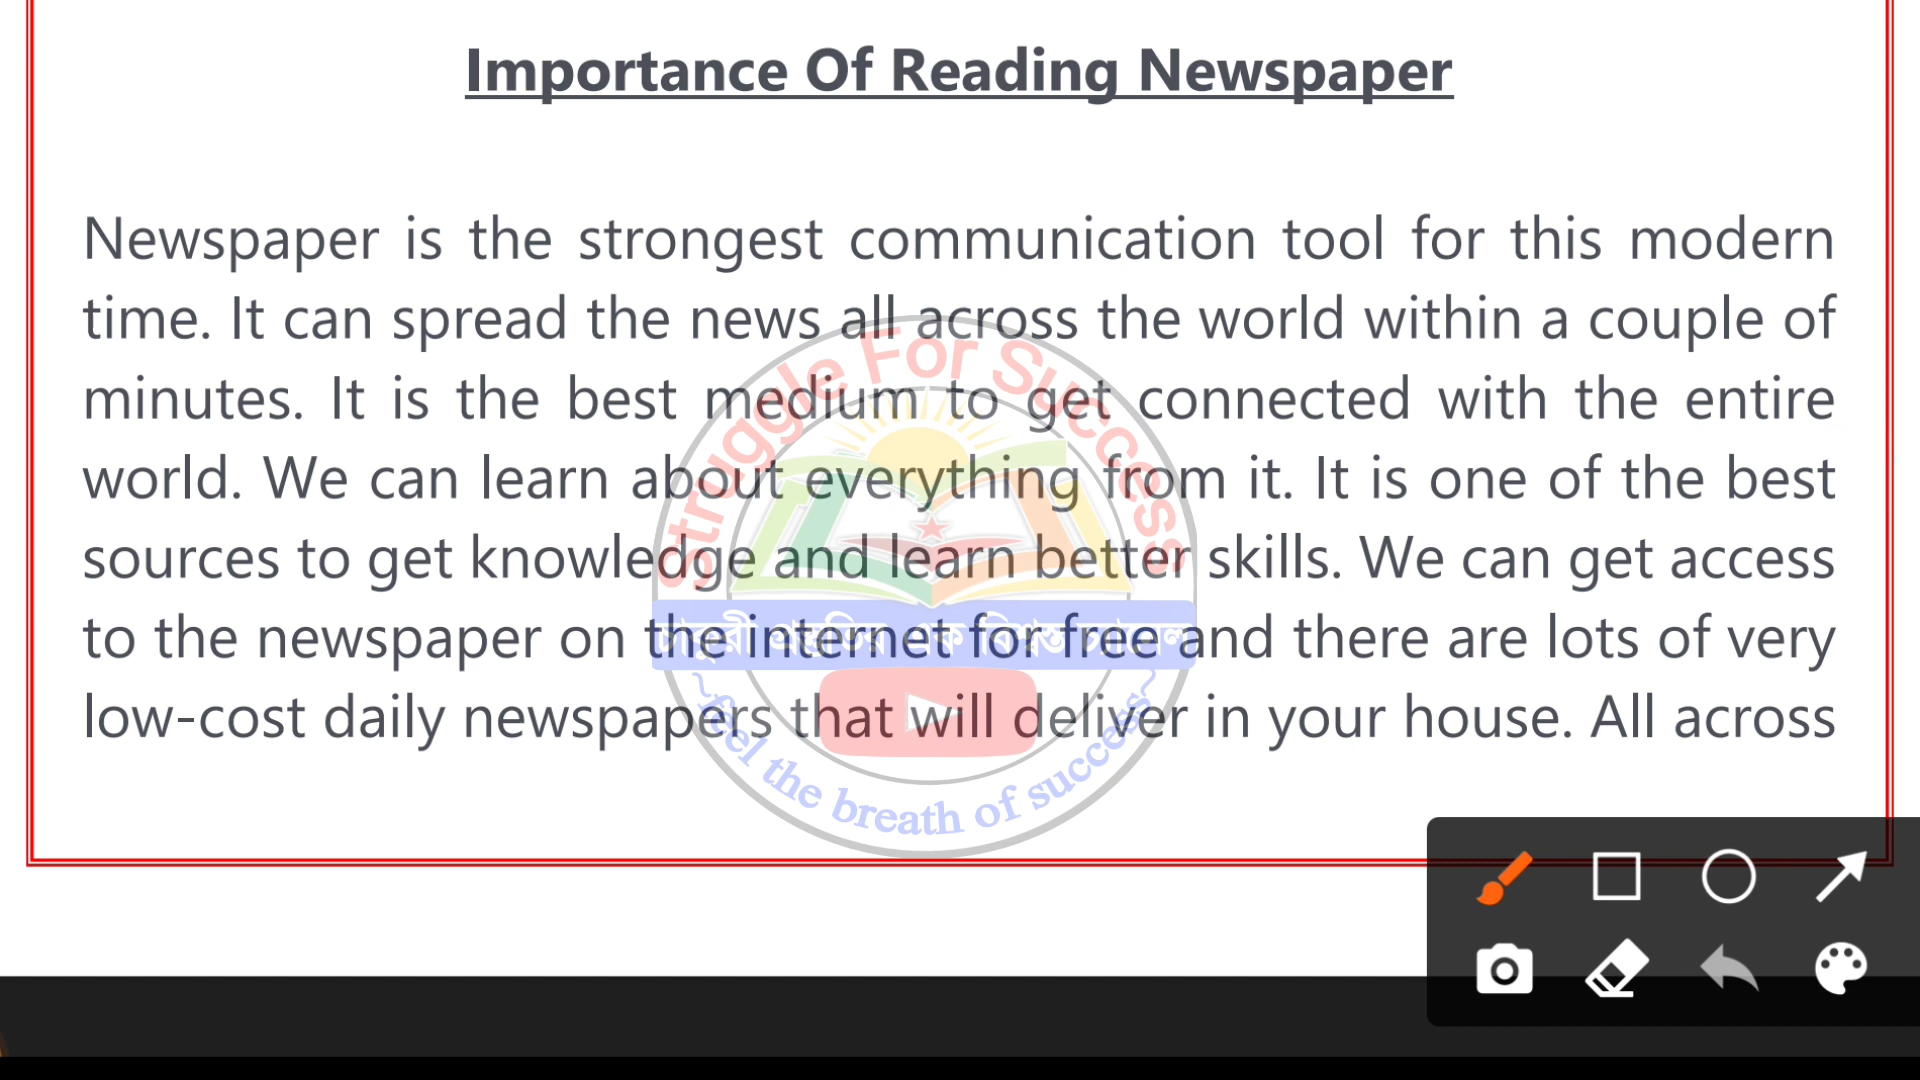 Importance Of Reading Newspaper
Newspaper is the strongest communication tool for this modern
time. It can spread the news all across the world within a couple of
minutes. It is the best medium to get connected with the entire
world. We can learn about everything from it. It is one of the best
sources to get knowledge and learn better skills. We can get access
to the newspaper on the internet for free and there are lots of very
low-cost daily newspapers that will deliver in your house. All across
Struggle For Success
চাকুরী প্রস্তুতির এক বিশ্বস্ত চ্যানেল
~feel the breath of success~